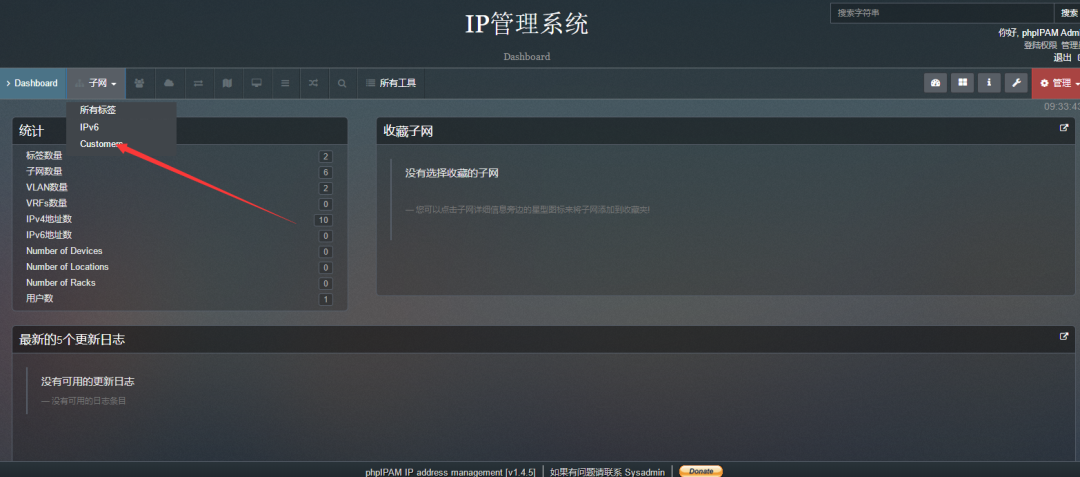 IP管理系统
Dashboard
搜索字符串
搜索
你好, phpIPAM Admi
登陆权限 管理
退出
Dashboard
子网
所有工具
管理
所有标签
IPv6
Customers
09:33:43
统计
标签数量 2
子网数量 6
VLAN数量 2
VRFs数量 0
IPv4地址数 10
IPv6地址数 0
Number of Devices 0
Number of Locations 0
Number of Racks 0
用户数 1
收藏子网
没有选择收藏的子网
— 您可以点击子网详细信息旁边的星型图标来将子网添加到收藏夹!
最新的5个更新日志
没有可用的更新日志
— 没有可用的日志条目
phpIPAM IP address management [v1.4.5] | 如果有问题请联系 Sysadmin | Donate